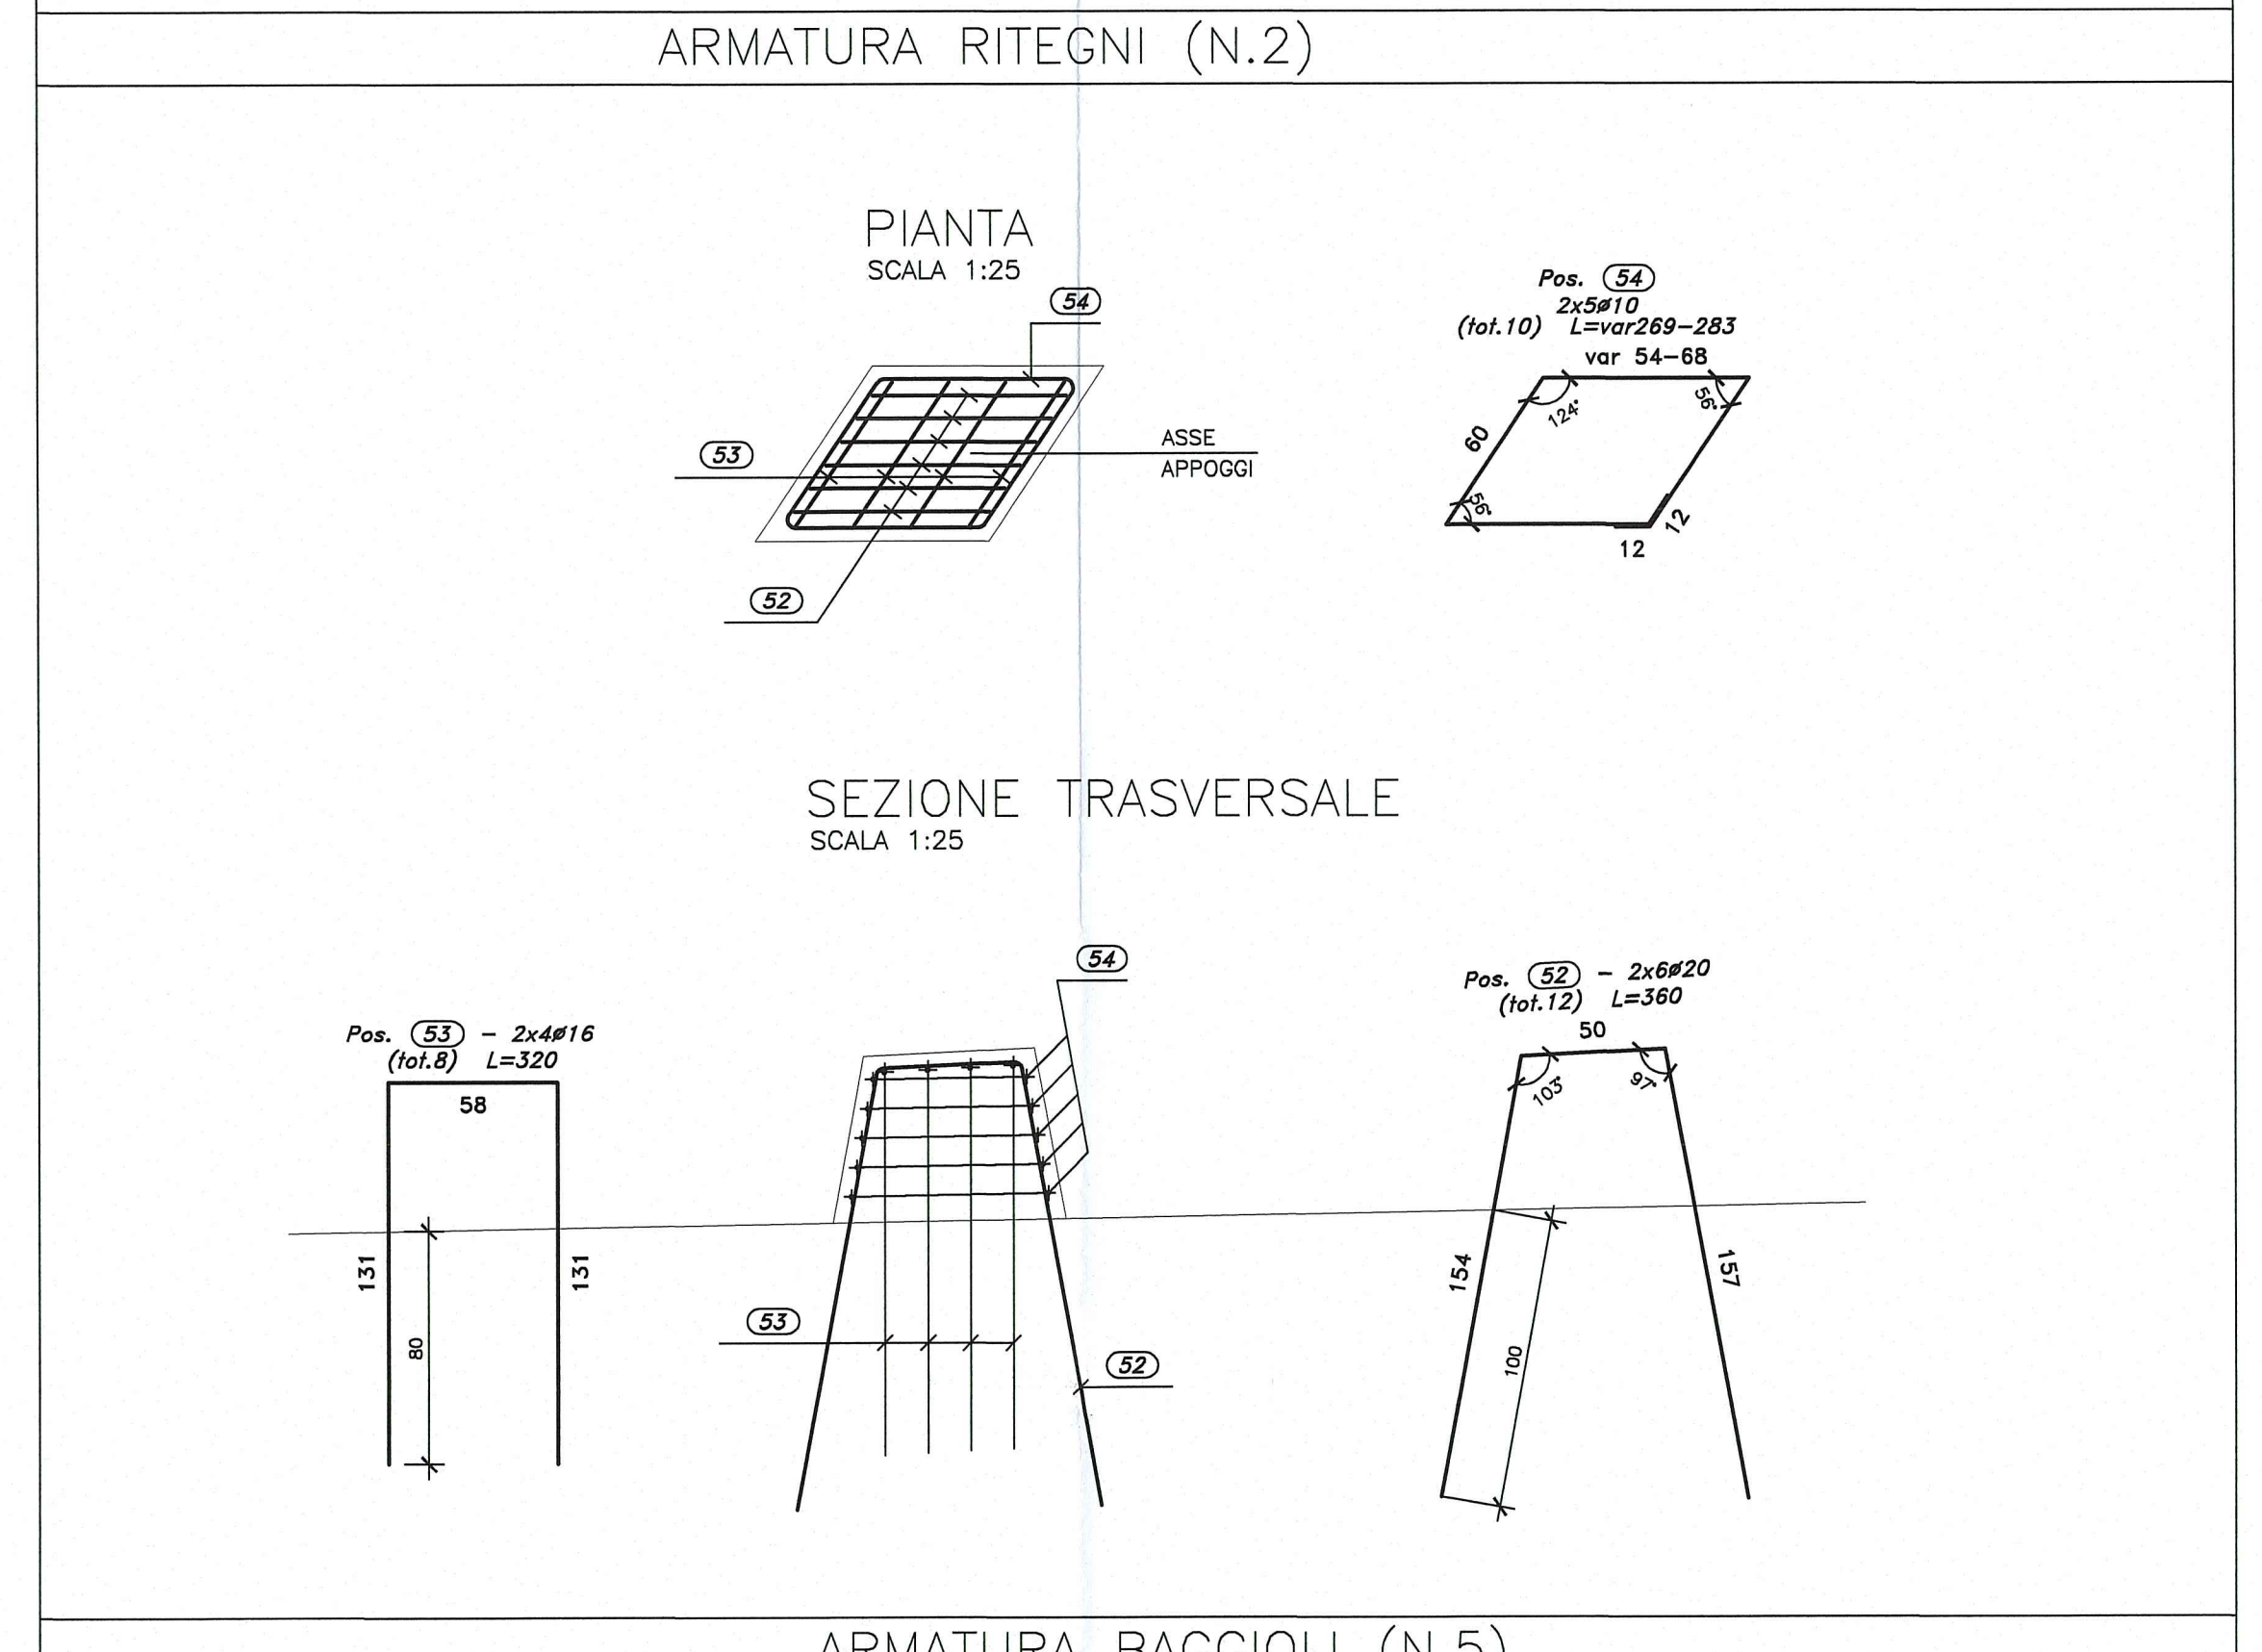 ARMATURA RITEGNI (N.2)
PIANTA
SCALA 1:25
54
53
ASSE
APPOGGI
52
Pos. 54
2x5ø10
(tot.10) L=var269-283
var 54-68
124°
56°
60
56°
12
12
SEZIONE TRASVERSALE
SCALA 1:25
54
Pos. 53 - 2x4ø16
(tot.8) L=320
58
131
131
80
53
52
Pos. 52 - 2x6ø20
(tot.12) L=360
50
103°
97°
154
157
100
ARMATURA BAGGIOLI (N.5)